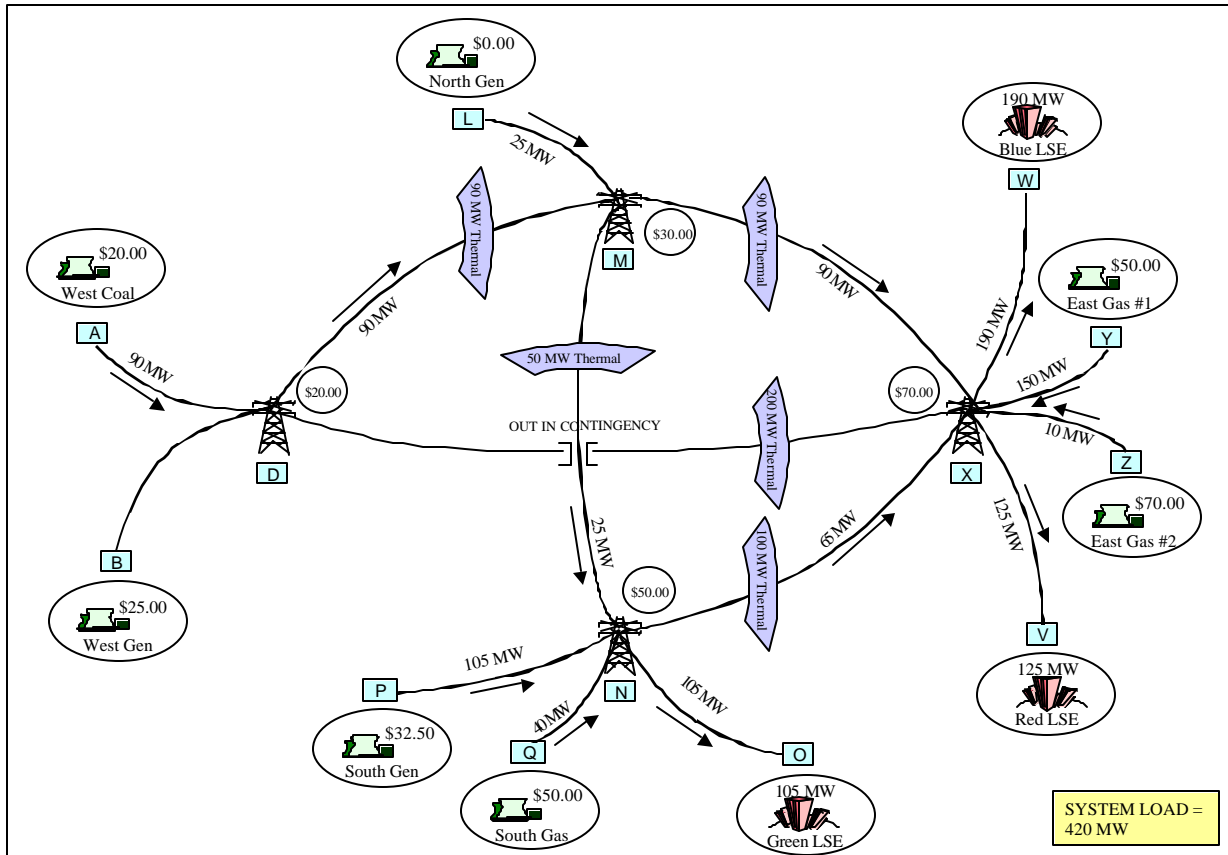 $0.00
North Gen
L
25 MW
90 MW Thermal
$30.00
M
90 MW Thermal
90 MW
190 MW
Blue LSE
W
$20.00
West Coal
A
90 MW
90 MW
$20.00
D
50 MW Thermal
OUT IN CONTINGENCY
200 MW Thermal
$70.00
X
190 MW
$50.00
East Gas #1
Y
150 MW
10 MW
Z
$70.00
East Gas #2
B
$25.00
West Gen
25 MW
$50.00
100 MW Thermal
65 MW
125 MW
V
125 MW
Red LSE
P
105 MW
$32.50
South Gen
N
Q
40 MW
$50.00
South Gas
105 MW
O
105 MW
Green LSE
SYSTEM LOAD =
420 MW